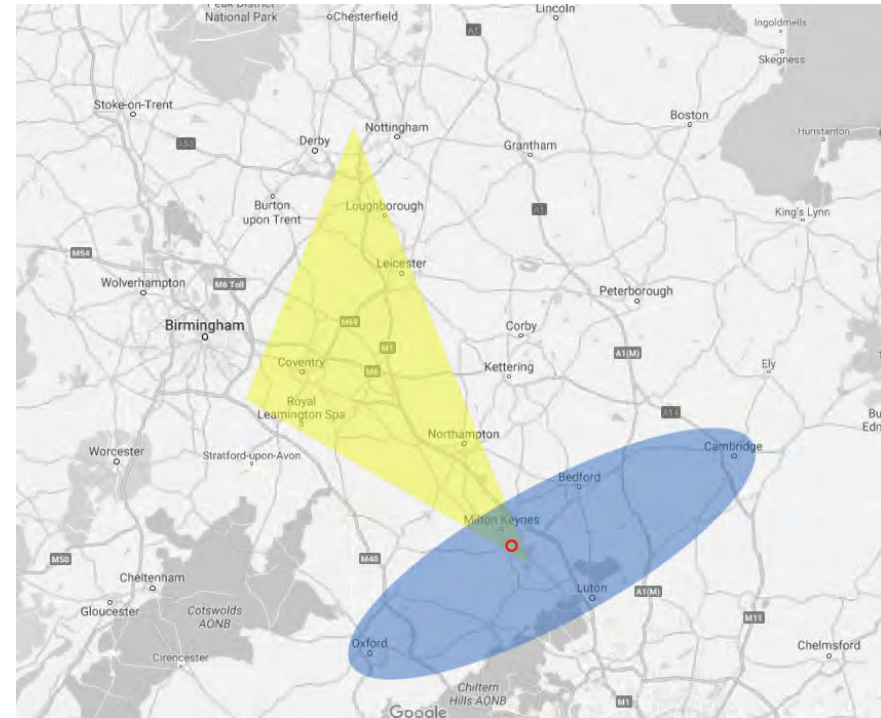 Peak District
National Park
Chesterfield
Lincoln
A1
Ingoldmells
Skegness
Stoke-on-Trent
Boston
Nottingham
Derby
Hunstanton
A50
Grantham
Burton
upon Trent
Loughborough
A1
King's Lynn
M54
Leicester
Wolverhampton
M6 Toll
Peterborough
Birmingham
M69
Corby
M1
A1(M)
Coventry
M6
Kettering
Ely
Royal
Leamington Spa
A14
Bu
Edm
Northampton
Worcester
Stratford-upon-Avon
Cambridge
Bedford
Milton Keynes
M50
M40
Cheltenham
Luton
A1(M)
Gloucester
Cotswolds
AONB
M11
Oxford
Cirencester
Chelmsford
Chiltern
Hills AONB
M1
Google